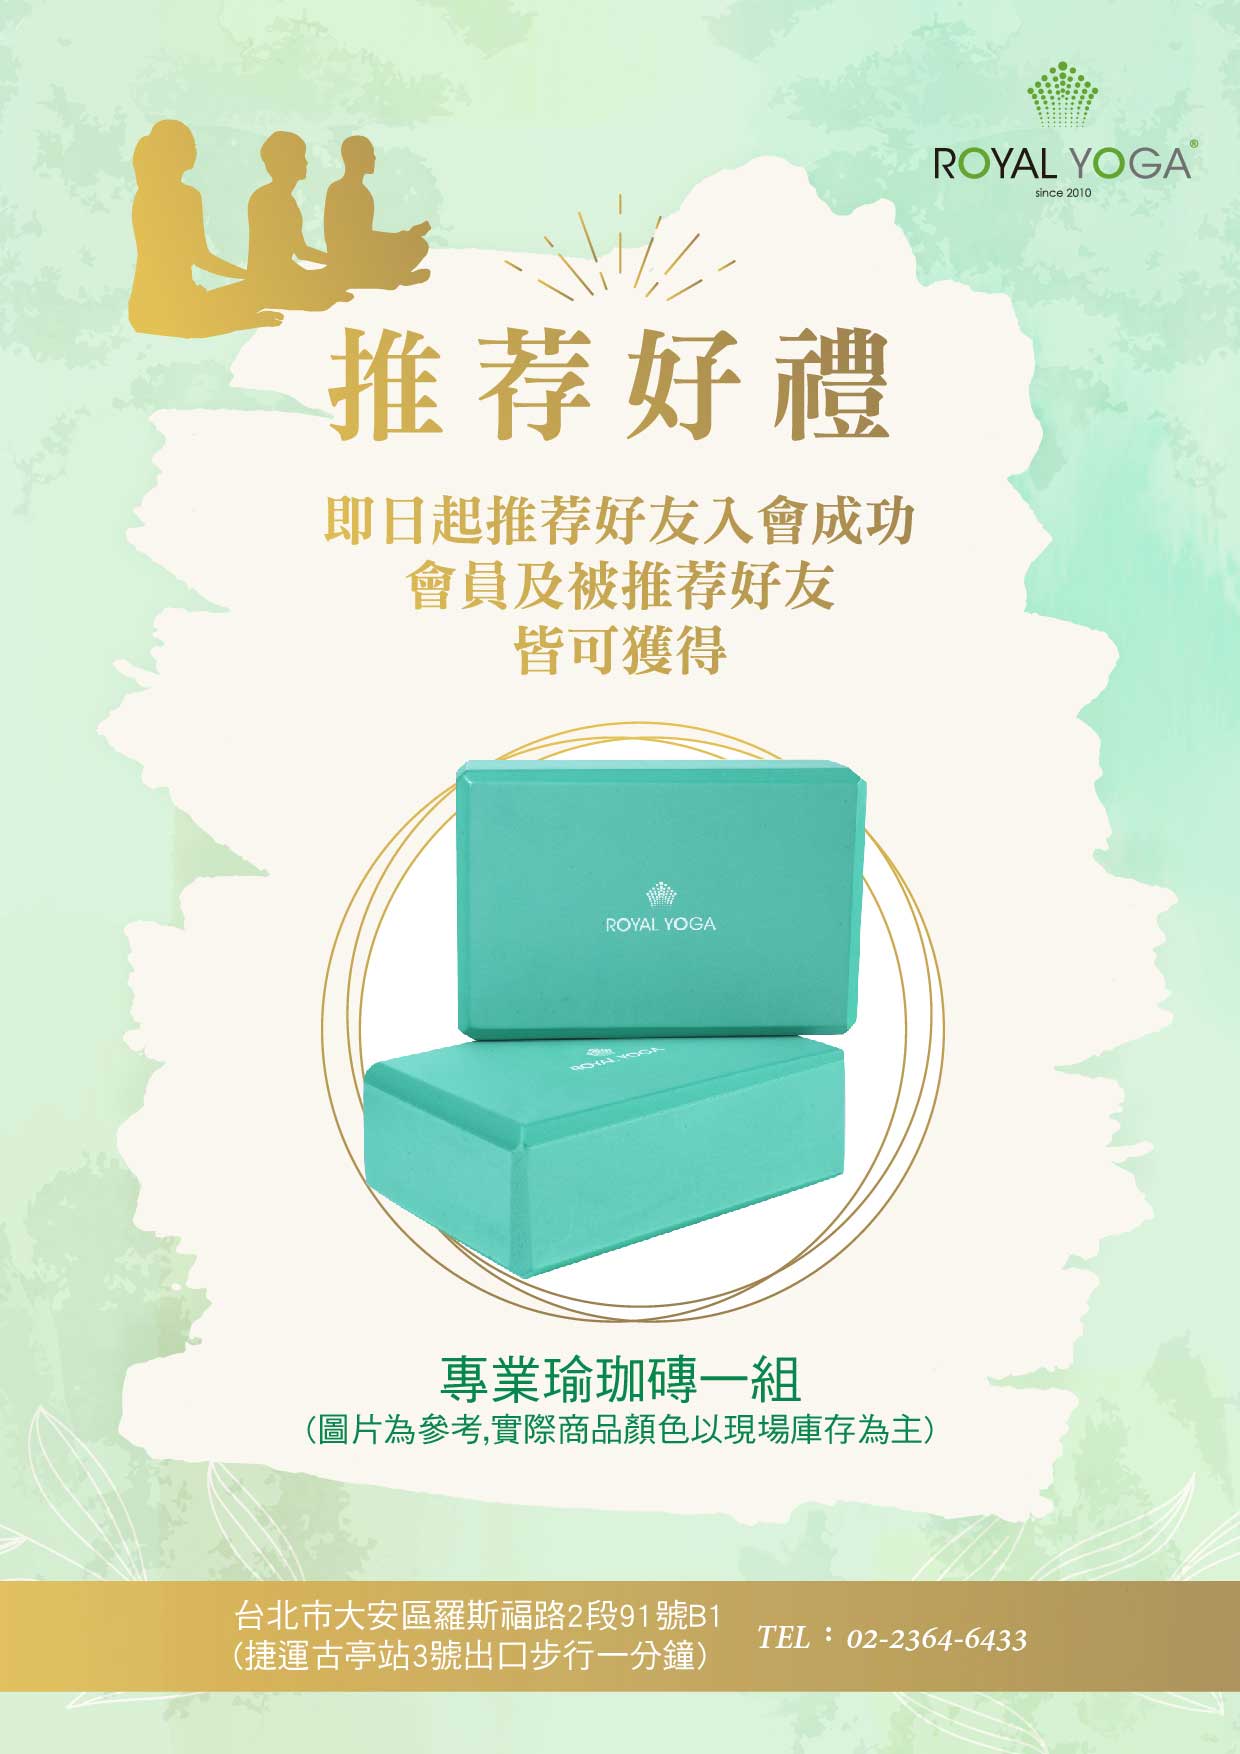 ROYAL YOGA®
since 2010
推荐好禮
即日起推荐好友入會成功
會員及被推荐好友
皆可獲得
ROYAL YOGA
ROYAL YOGA
專業瑜珈磚一組
(圖片為參考,實際商品顏色以現場庫存為主)
台北市大安區羅斯福路2段91號B1
(捷運古亭站3號出口步行一分鐘)
TEL：02-2364-6433